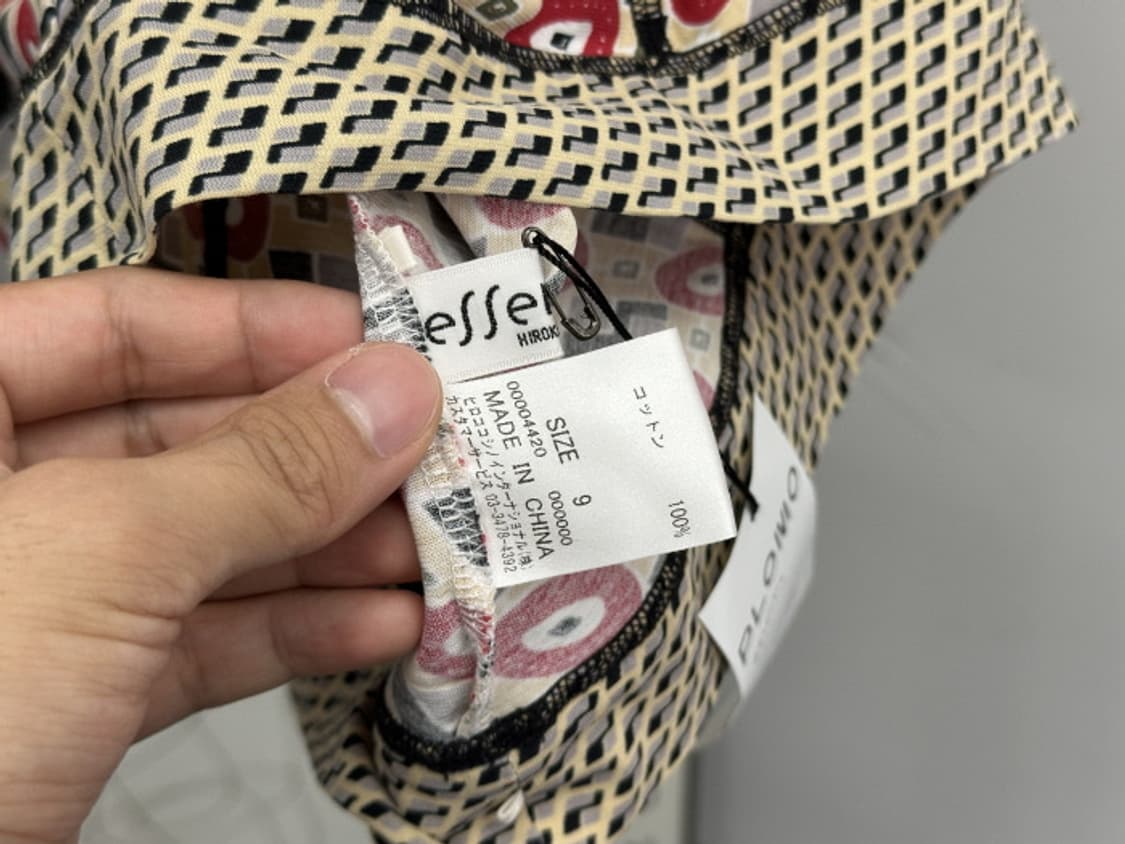 eSSe
HIROK
コットン
100%
SIZE 9
00004420 000000
MADE IN CHINA
ヒロココシノインターナショナル(株)
カスタマーサービス 03-3478-4392
PLOMO